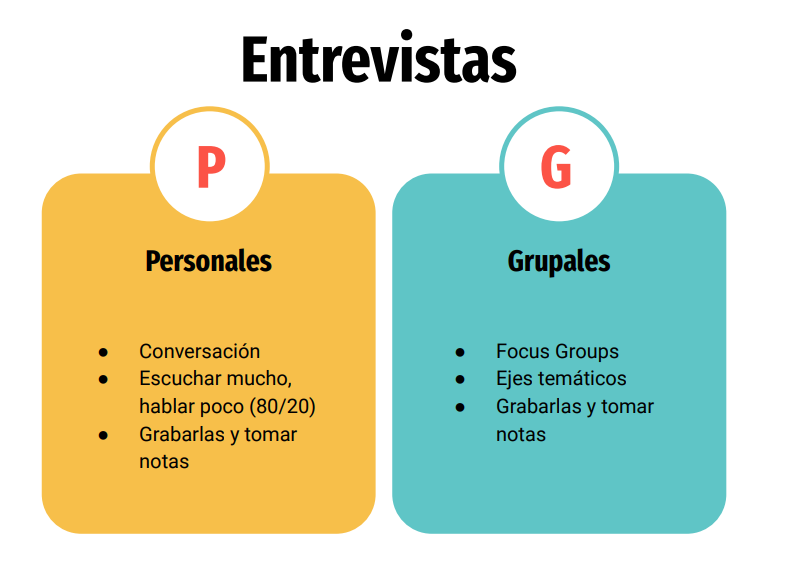 Entrevistas
P
Personales
● Conversación
● Escuchar mucho,
hablar poco (80/20)
● Grabarlas y tomar
notas
G
Grupales
● Focus Groups
● Ejes temáticos
● Grabarlas y tomar
notas